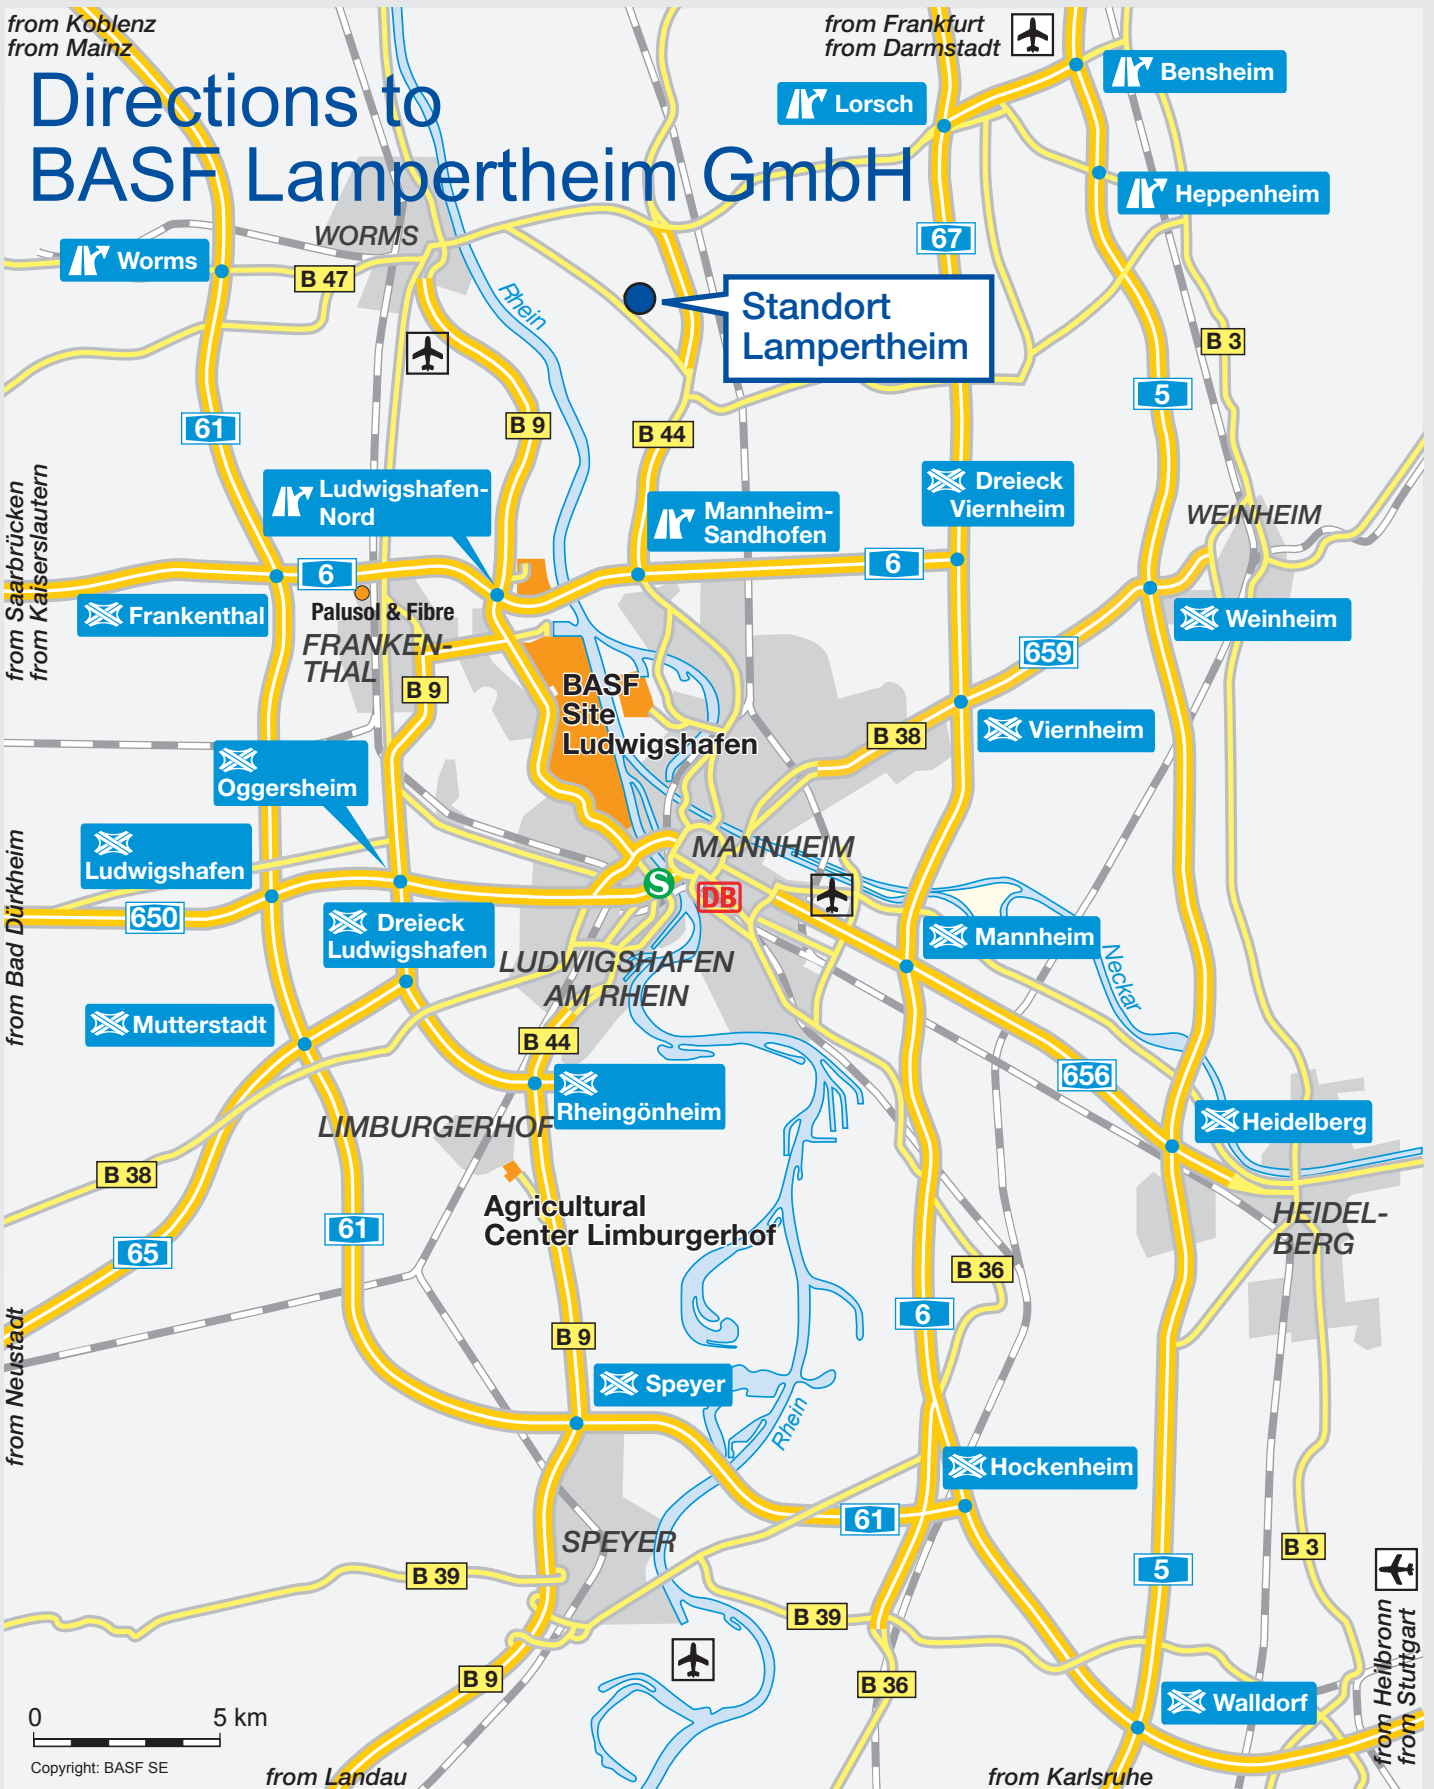 from Koblenz
from Mainz
from Frankfurt
from Darmstadt
Directions to
BASF Lampertheim GmbH
Bensheim
Lorsch
Heppenheim
WORMS
67
Worms
B 47
Rhein
Standort
Lampertheim
B 3
5
61
B 9
B 44
from Saarbrücken
from Kaiserslautern
Ludwigshafen-
Nord
Mannheim-
Sandhofen
Dreieck
Viernheim
WEINHEIM
6
6
Palusol & Fibre
Frankenthal
Weinheim
FRANKEN-
THAL
659
B 9
BASF
Site
Ludwigshafen
B 38
Viernheim
Oggersheim
Ludwigshafen
MANNHEIM
from Bad Dürkheim
S
DB
650
Dreieck
Ludwigshafen
Mannheim
LUDWIGSHAFEN
AM RHEIN
Neckar
Mutterstadt
B 44
656
Rheingönheim
LIMBURGERHOF
Heidelberg
B 38
Agricultural
Center Limburgerhof
HEIDEL-
BERG
61
65
B 36
6
from Neustadt
B 9
Speyer
Rhein
Hockenheim
61
SPEYER
B 3
B 39
5
B 39
from Heilbronn
from Stuttgart
B 9
B 36
Walldorf
0 5 km
Copyright: BASF SE
from Landau
from Karlsruhe